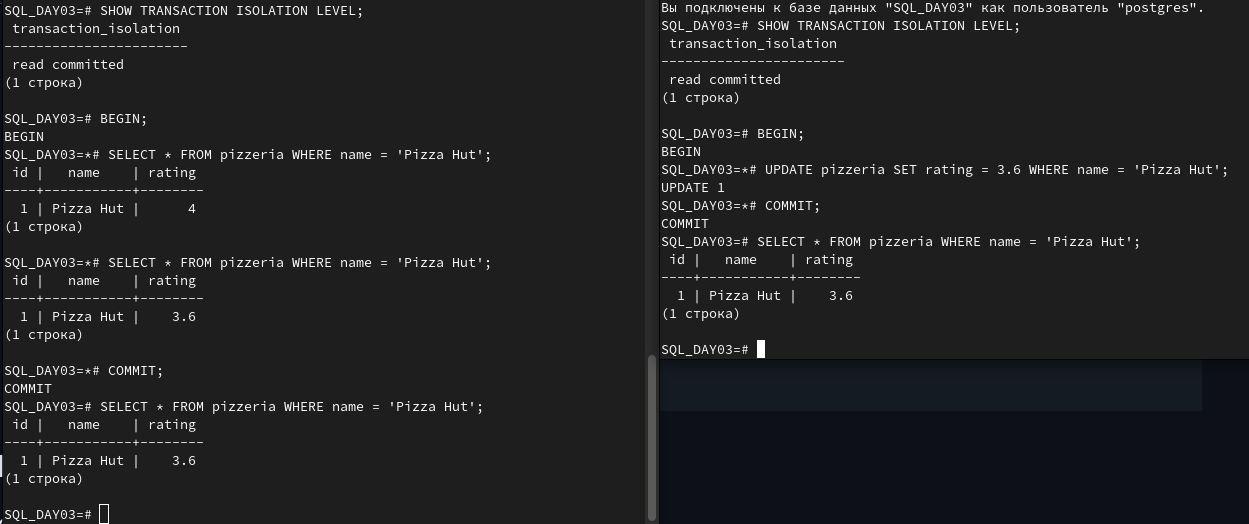 SQL_DAY03=# SHOW TRANSACTION ISOLATION LEVEL;
 transaction_isolation
-----------------------
 read committed
(1 строка)

SQL_DAY03=# BEGIN;
BEGIN
SQL_DAY03=*# SELECT * FROM pizzeria WHERE name = 'Pizza Hut';
 id |   name    | rating
----+-----------+--------
  1 | Pizza Hut |      4
(1 строка)

SQL_DAY03=*# SELECT * FROM pizzeria WHERE name = 'Pizza Hut';
 id |   name    | rating
----+-----------+--------
  1 | Pizza Hut |    3.6
(1 строка)

SQL_DAY03=*# COMMIT;
COMMIT
SQL_DAY03=# SELECT * FROM pizzeria WHERE name = 'Pizza Hut';
 id |   name    | rating
----+-----------+--------
  1 | Pizza Hut |    3.6
(1 строка)

SQL_DAY03=#
Вы подключены к базе данных "SQL_DAY03" как пользователь "postgres".
SQL_DAY03=# SHOW TRANSACTION ISOLATION LEVEL;
 transaction_isolation
-----------------------
 read committed
(1 строка)

SQL_DAY03=# BEGIN;
BEGIN
SQL_DAY03=*# UPDATE pizzeria SET rating = 3.6 WHERE name = 'Pizza Hut';
UPDATE 1
SQL_DAY03=*# COMMIT;
COMMIT
SQL_DAY03=# SELECT * FROM pizzeria WHERE name = 'Pizza Hut';
 id |   name    | rating
----+-----------+--------
  1 | Pizza Hut |    3.6
(1 строка)

SQL_DAY03=#